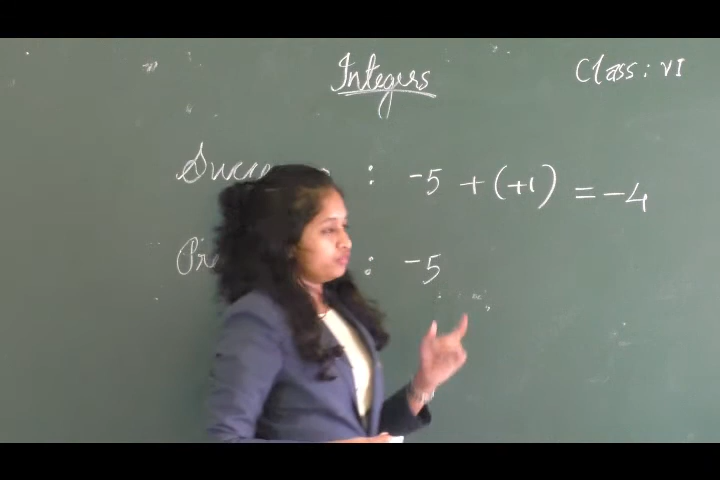 Integers
Class: VI
: -5 + (+1) = -4
: -5